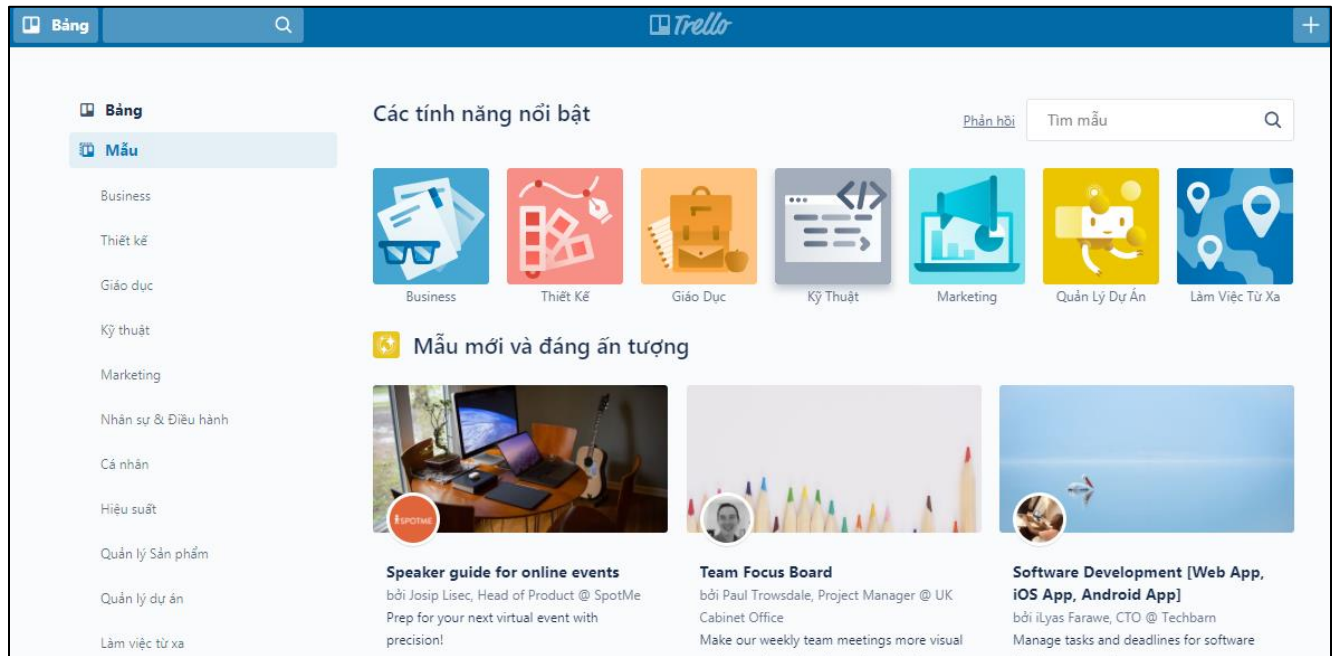 Bảng
Trello
Bảng
Mẫu
Business
Thiết kế
Giáo dục
Kỹ thuật
Marketing
Nhân sự & Điều hành
Cá nhân
Hiệu suất
Quản lý Sản phẩm
Quản lý dự án
Làm việc từ xa
Các tính năng nổi bật
Phản hồi
Tìm mẫu
Business
Thiết Kế
Giáo Dục
Kỹ Thuật
Marketing
Quản Lý Dự Án
Làm Việc Từ Xa
Mẫu mới và đáng ấn tượng
SPOTME
Speaker guide for online events
bởi Josip Lisec, Head of Product @ SpotMe
Prep for your next virtual event with
precision!
Team Focus Board
bởi Paul Trowsdale, Project Manager @ UK
Cabinet Office
Make our weekly team meetings more visual
Software Development [Web App,
iOS App, Android App]
bởi iLyas Farawe, CTO @ Techbarn
Manage tasks and deadlines for software